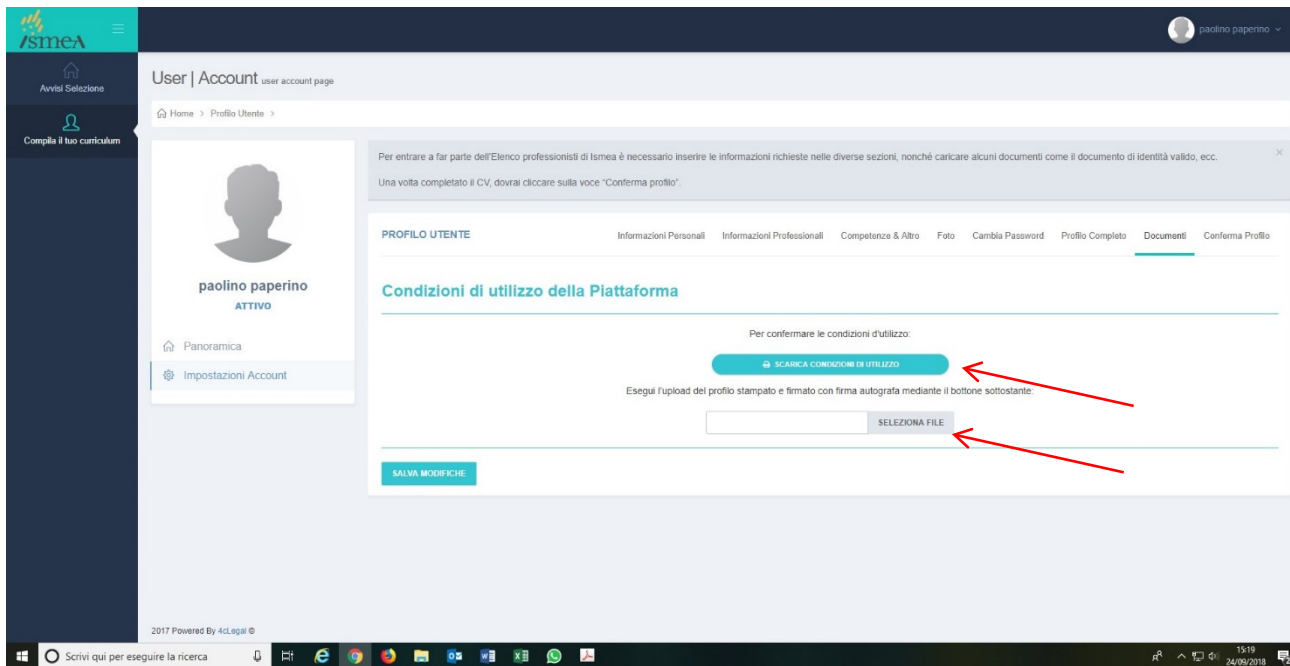 ismea
paolino paperino
Avvisi Selezione
Compila il tuo curriculum
User | Account user account page
Home > Profilo Utente >
Per entrare a far parte dell'Elenco professionisti di Ismea è necessario inserire le informazioni richieste nelle diverse sezioni, nonché caricare alcuni documenti come il documento di identità valido, ecc.
Una volta completato il CV, dovrai cliccare sulla voce "Conferma profilo".
paolino paperino
ATTIVO
Panoramica
Impostazioni Account
PROFILO UTENTE Informazioni Personali Informazioni Professionali Competenze & Altro Foto Cambia Password Profilo Completo Documenti Conferma Profilo
Condizioni di utilizzo della Piattaforma
Per confermare le condizioni d'utilizzo:
SCARICA CONDIZIONI DI UTILIZZO
Esegui l'upload del profilo stampato e firmato con firma autografa mediante il bottone sottostante:
SELEZIONA FILE
SALVA MODIFICHE
2017 Powered By 4cLegal ©
Scrivi qui per eseguire la ricerca
15:19
24/09/2018